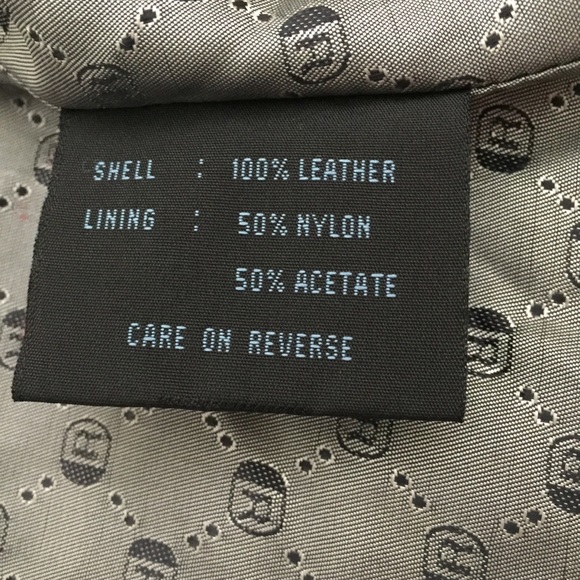 SHELL : 100% LEATHER
LINING : 50% NYLON
50% ACETATE
CARE ON REVERSE